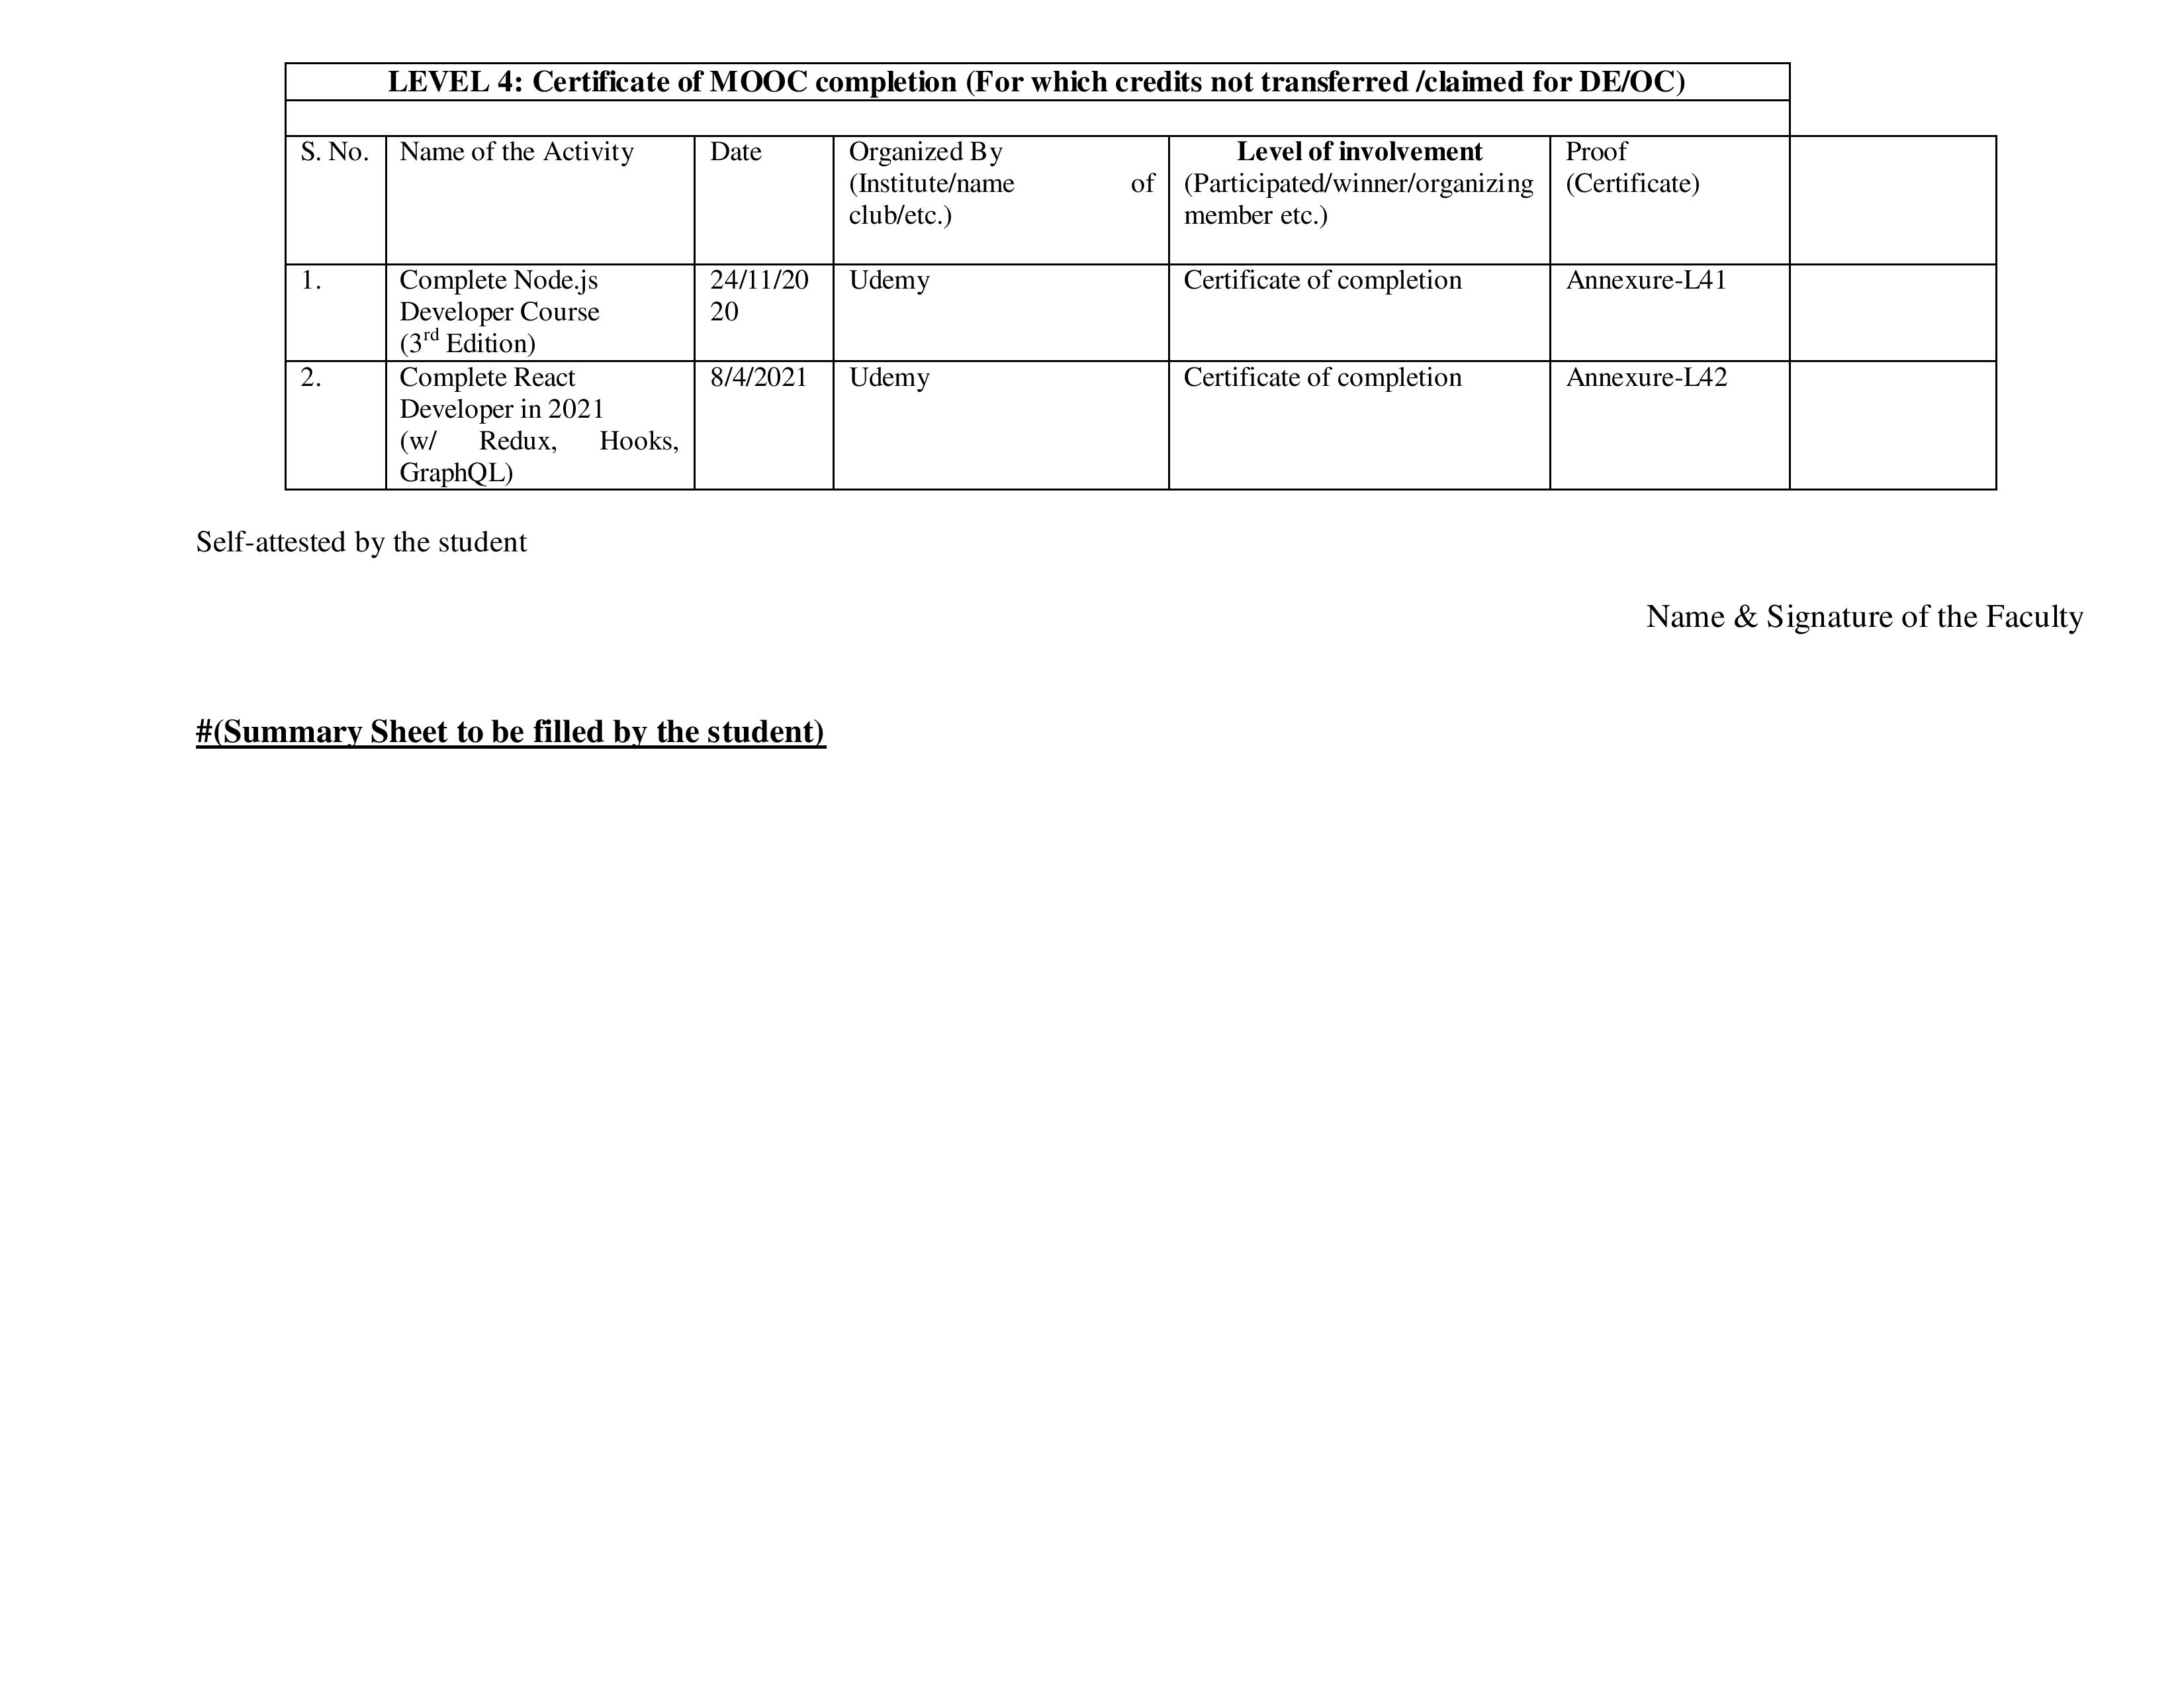 LEVEL 4: Certificate of MOOC completion (For which credits not transferred /claimed for DE/OC)
S. No.
Name of the Activity
Date
Organized By
(Institute/name of
club/etc.)
Level of involvement
(Participated/winner/organizing
member etc.)
Proof
(Certificate)
1.
Complete Node.js
Developer Course
(3rd Edition)
24/11/20
20
Udemy
Certificate of completion
Annexure-L41
2.
Complete React
Developer in 2021
(w/ Redux, Hooks,
GraphQL)
8/4/2021
Udemy
Certificate of completion
Annexure-L42
Self-attested by the student
Name & Signature of the Faculty
#(Summary Sheet to be filled by the student)